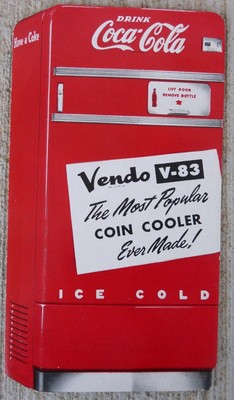 DRINK
Coca-Cola
Have a Coke
LIFT DOOR
REMOVE BOTTLE
Vendo V-83
The Most Popular
COIN COOLER
Ever Made!
ICE COLD